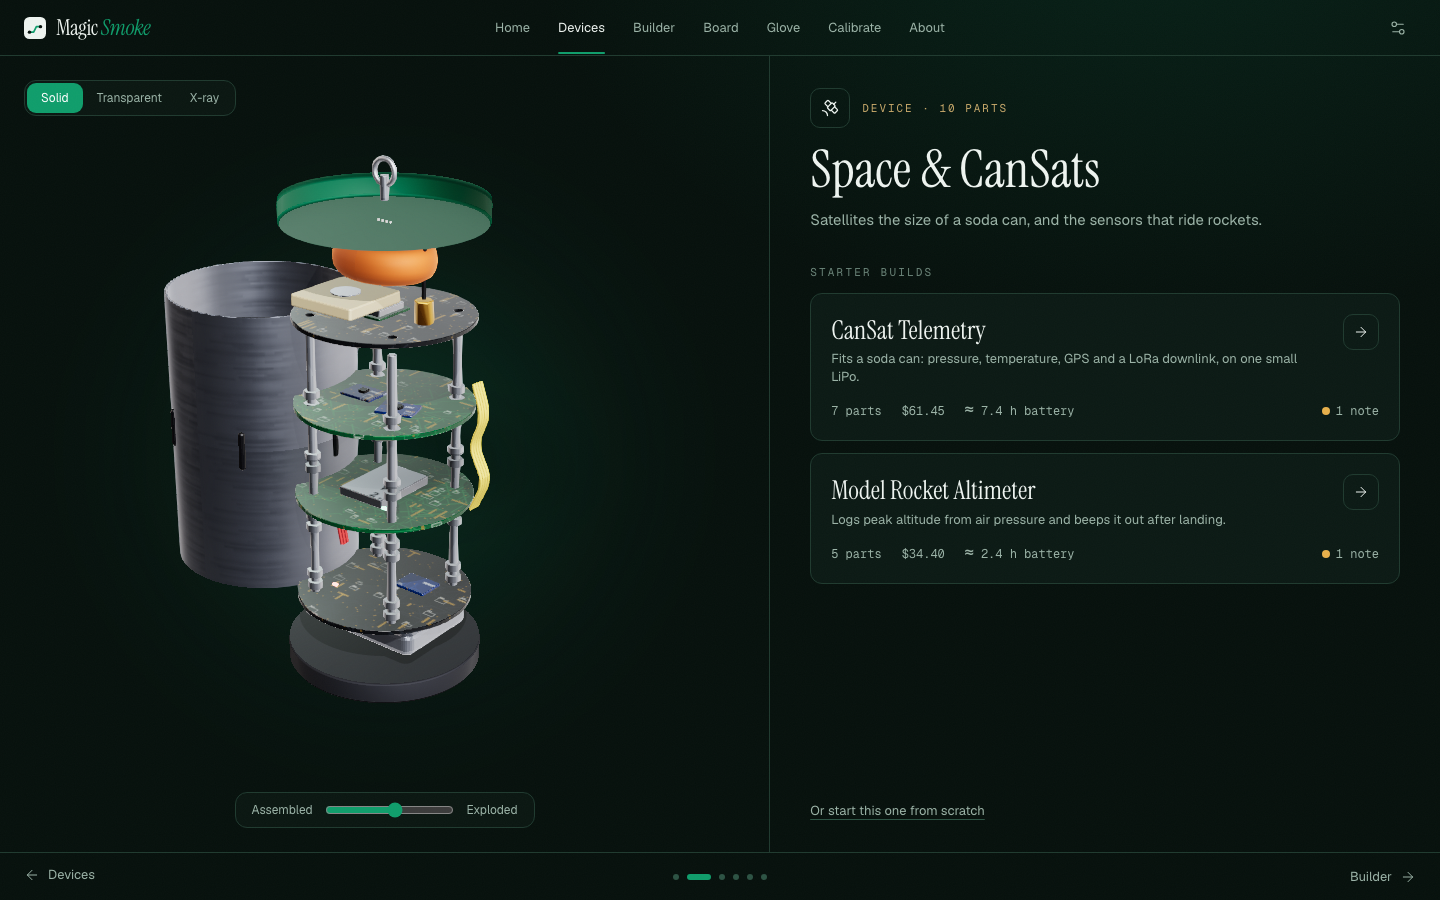 Magic Smoke
Home Devices Builder Board Glove Calibrate About
Solid Transparent X-ray
DEVICE · 10 PARTS
Space & CanSats
Satellites the size of a soda can, and the sensors that ride rockets.
STARTER BUILDS
CanSat Telemetry
Fits a soda can: pressure, temperature, GPS and a LoRa downlink, on one small
LiPo.
7 parts $61.45 ≈ 7.4 h battery 1 note
Model Rocket Altimeter
Logs peak altitude from air pressure and beeps it out after landing.
5 parts $34.40 ≈ 2.4 h battery 1 note
Assembled Exploded
Or start this one from scratch
Devices Builder